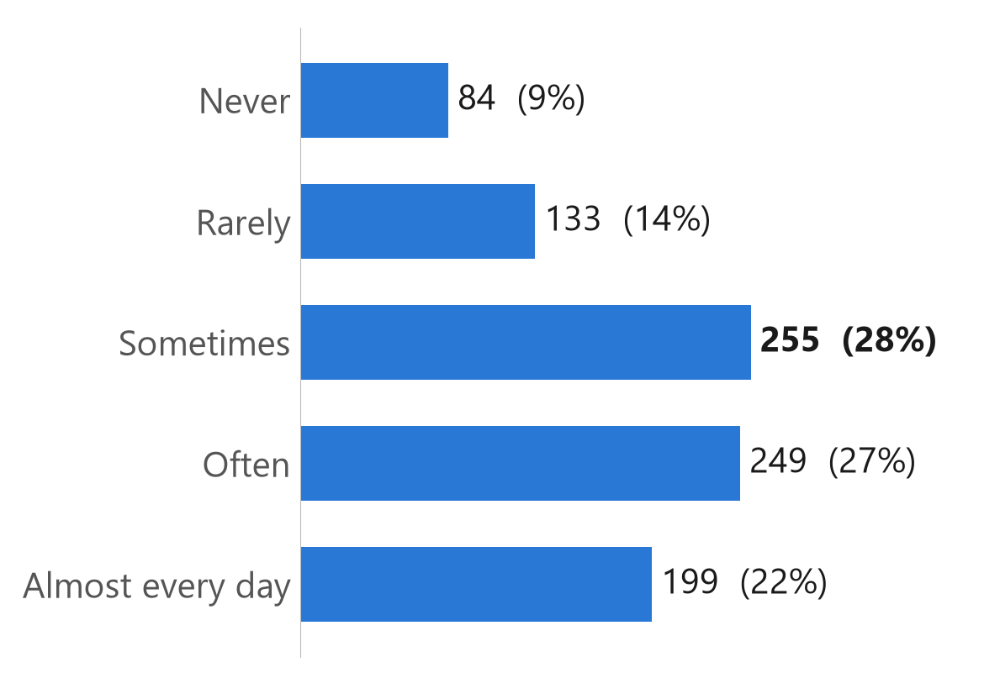 Never 84 (9%)
Rarely 133 (14%)
Sometimes 255 (28%)
Often 249 (27%)
Almost every day 199 (22%)